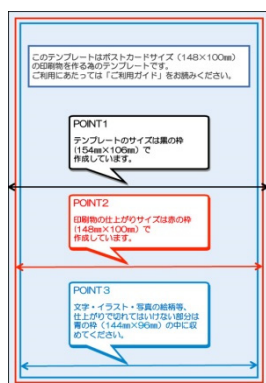 このテンプレートはポストカードサイズ（148×100㎜）
の印刷物を作る為のテンプレートです。
ご利用にあたっては「ご利用ガイド」をお読みください。
POINT1
テンプレートのサイズは黒の枠
(154㎜×106㎜）で
作成しています。
POINT2
印刷物の仕上がりサイズは赤の枠
(148㎜×100㎜）で
作成しています。
POINT3
文字・イラスト・写真の絵柄等、
仕上がりで切れてはいけない部分は
青の枠（144㎜×96㎜）の中に収
めてください。